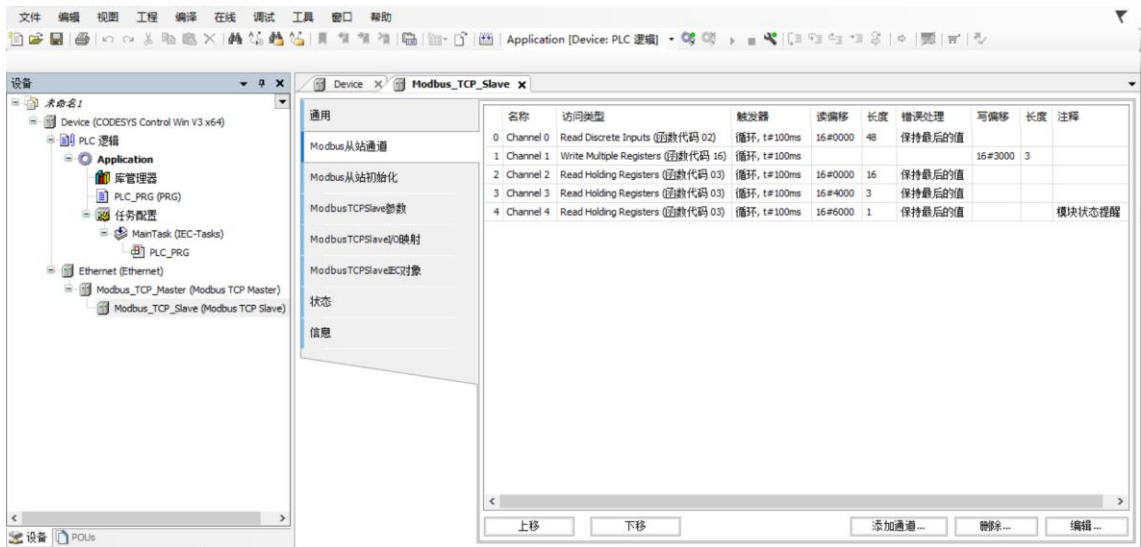 文件 编辑 视图 工程 编译 在线 调试 工具 窗口 帮助
Application [Device: PLC 逻辑]
设备
未命名1
Device (CODESYS Control Win V3 x64)
PLC 逻辑
Application
库管理器
PLC_PRG (PRG)
任务配置
MainTask (IEC-Tasks)
PLC_PRG
Ethernet (Ethernet)
Modbus_TCP_Master (Modbus TCP Master)
Modbus_TCP_Slave (Modbus TCP Slave)
设备 POUs
Device Modbus_TCP_Slave
通用
Modbus从站通道
Modbus从站初始化
ModbusTCPSlave参数
ModbusTCPSlaveI/O映射
ModbusTCPSlaveIEC对象
状态
信息
名称 访问类型 触发器 读偏移 长度 错误处理 写偏移 长度 注释
0 Channel 0 Read Discrete Inputs (函数代码 02) 循环, t#100ms 16#0000 48 保持最后的值
1 Channel 1 Write Multiple Registers (函数代码 16) 循环, t#100ms 16#3000 3
2 Channel 2 Read Holding Registers (函数代码 03) 循环, t#100ms 16#0000 16 保持最后的值
3 Channel 3 Read Holding Registers (函数代码 03) 循环, t#100ms 16#4000 3 保持最后的值
4 Channel 4 Read Holding Registers (函数代码 03) 循环, t#100ms 16#6000 1 保持最后的值 模块状态提醒
上移 下移 添加通道... 删除... 编辑...